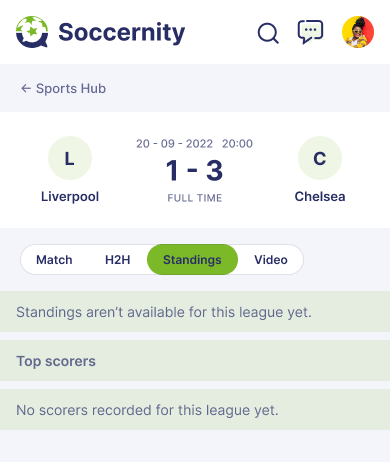 Soccernity
← Sports Hub
20 - 09 - 2022 20:00
L 1 - 3 C
Liverpool FULL TIME Chelsea
Match H2H Standings Video
Standings aren’t available for this league yet.
Top scorers
No scorers recorded for this league yet.